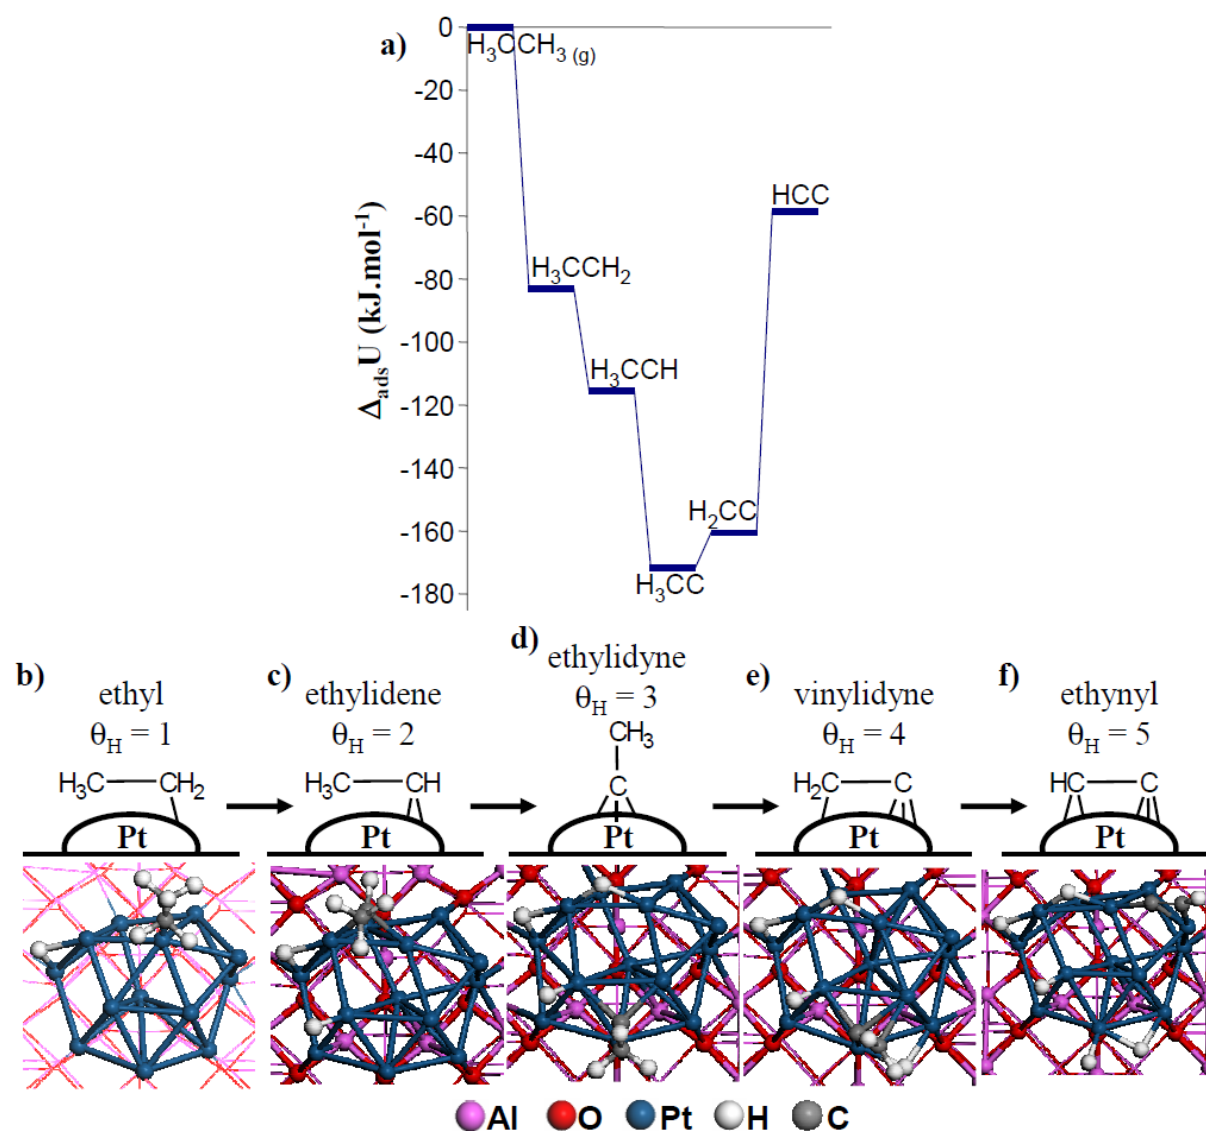 a)
0
-20
-40
-60
-80
-100
-120
-140
-160
-180
Δads U (kJ.mol⁻¹)
H₃CCH₃ (g)
H₃CCH₂
H₃CCH
H₃CC
H₂CC
HCC
b)
ethyl
θH = 1
H₃C CH₂
Pt
c)
ethylidene
θH = 2
H₃C CH
Pt
d)
ethylidyne
θH = 3
CH₃
C
Pt
e)
vinylidyne
θH = 4
H₂C C
Pt
f)
ethynyl
θH = 5
HC C
Pt
Al O Pt H C